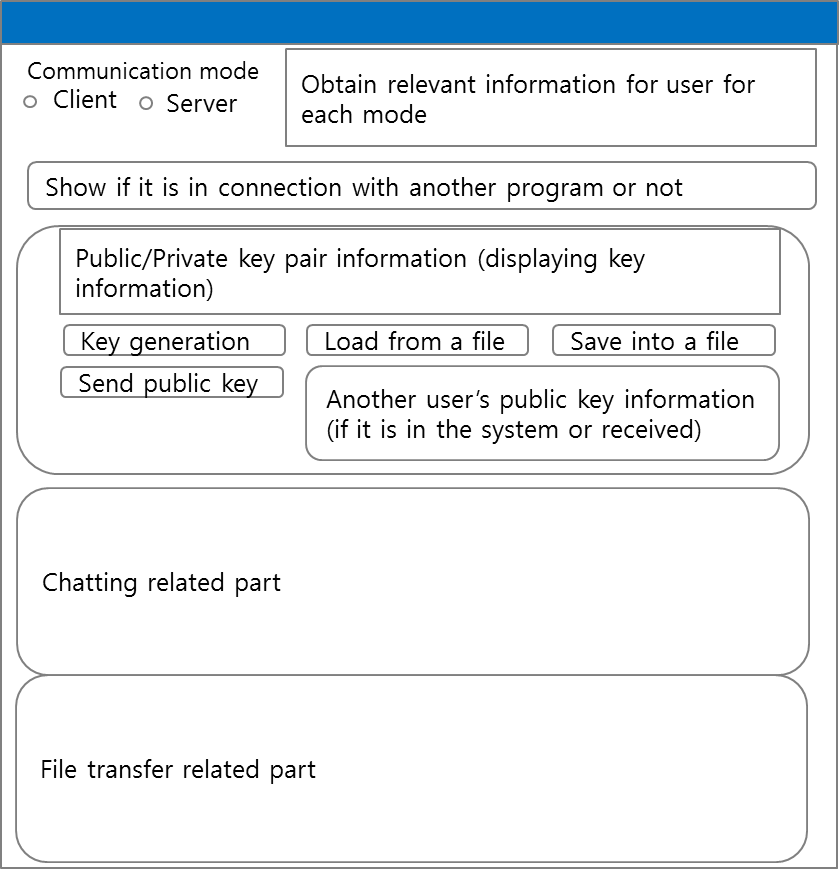 Communication mode
Client
Server
Obtain relevant information for user for
each mode
Show if it is in connection with another program or not
Public/Private key pair information (displaying key
information)
Key generation
Load from a file
Save into a file
Send public key
Another user’s public key information
(if it is in the system or received)
Chatting related part
File transfer related part